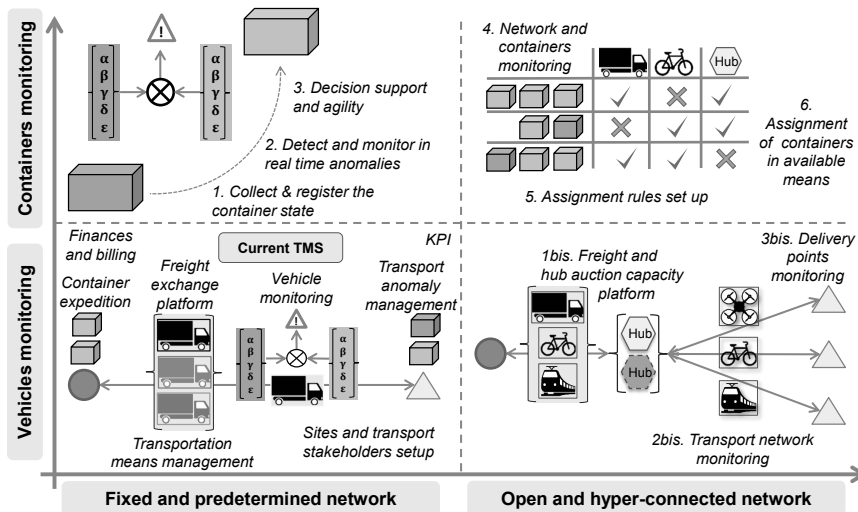 Containers monitoring
Vehicles monitoring
!
α
β
γ
δ
ε
α
β
γ
δ
ε
3. Decision support
and agility
2. Detect and monitor in
real time anomalies
1. Collect & register the
container state
4. Network and
containers
monitoring
Hub
6.
Assignment
of containers
in available
means
5. Assignment rules set up
Finances
and billing
Current TMS
KPI
Container
expedition
Freight
exchange
platform
Vehicle
monitoring
Transport
anomaly
management
!
α
β
γ
δ
ε
α
β
γ
δ
ε
Transportation
means management
Sites and transport
stakeholders setup
1bis. Freight and
hub auction capacity
platform
3bis. Delivery
points
monitoring
Hub
Hub
2bis. Transport network
monitoring
Fixed and predetermined network
Open and hyper-connected network